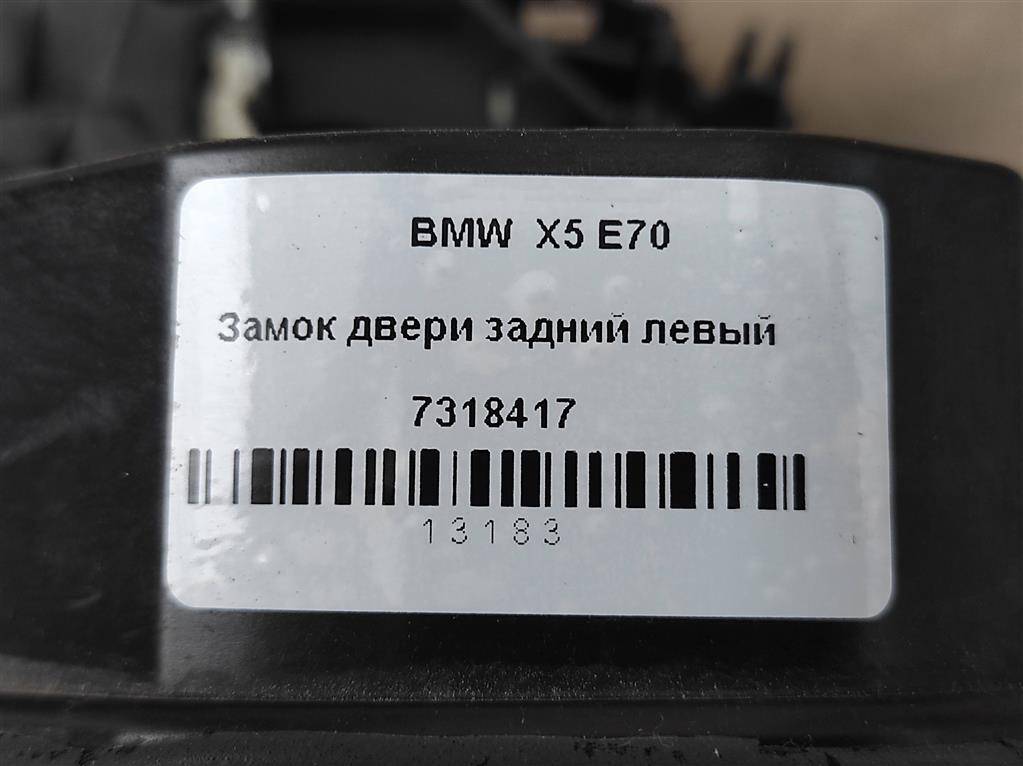 BMW X5 E70
Замок двери задний левый
7318417
13183